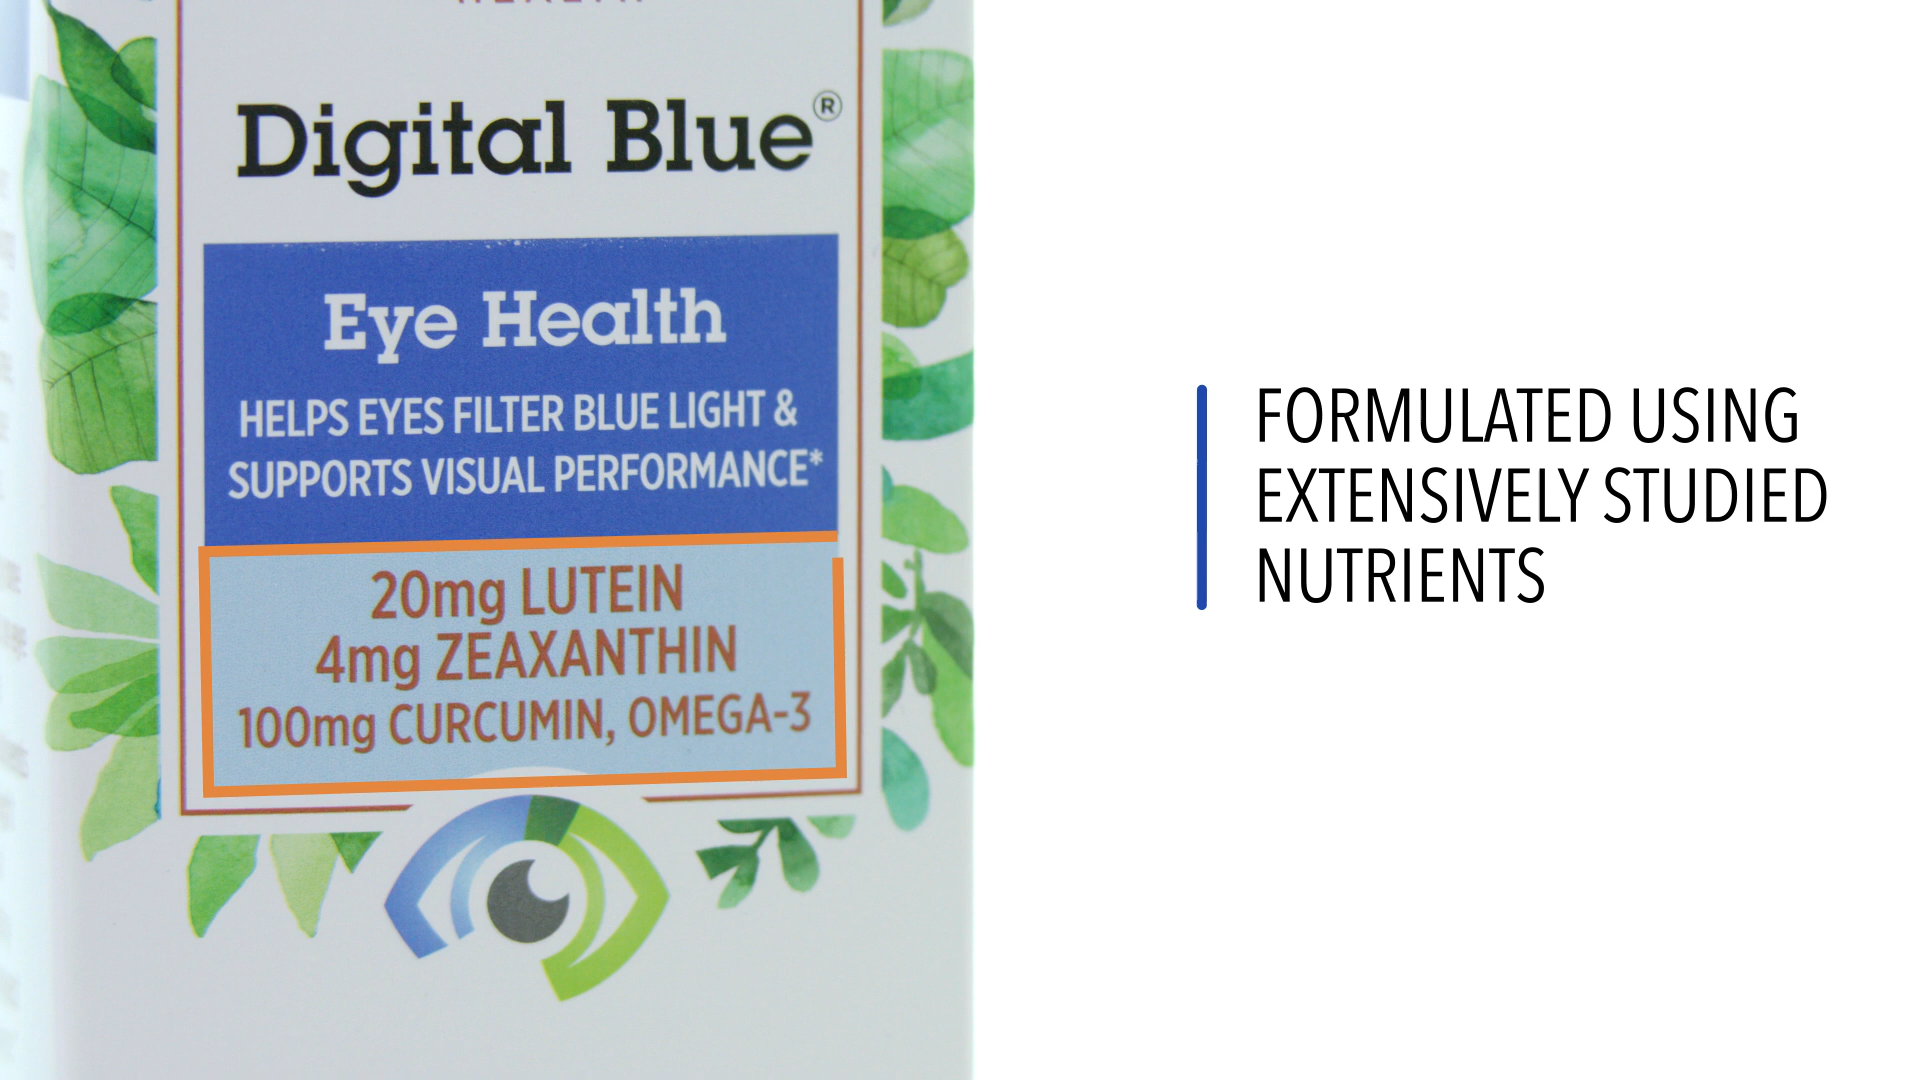 Digital Blue®
Eye Health
HELPS EYES FILTER BLUE LIGHT &
SUPPORTS VISUAL PERFORMANCE*
20mg LUTEIN
4mg ZEAXANTHIN
100mg CURCUMIN, OMEGA-3
FORMULATED USING
EXTENSIVELY STUDIED
NUTRIENTS